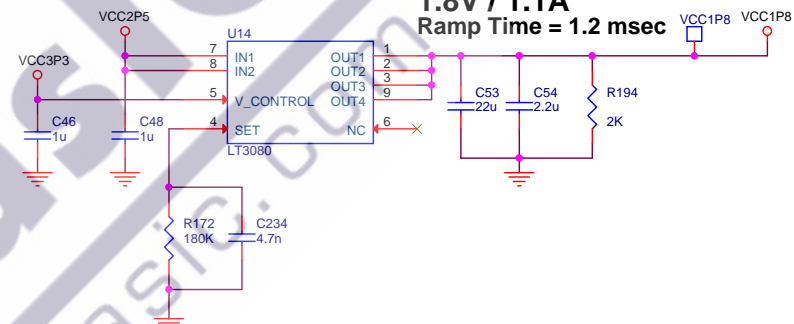 1.8V / 1.1A
Ramp Time = 1.2 msec
VCC1P8
VCC1P8
VCC2P5
VCC3P3
U14
7 IN1 OUT1 1
8 IN2 OUT2 2
OUT3 3
5 V_CONTROL OUT4 9
4 SET NC 6
LT3080
C46
1u
C48
1u
C53
22u
C54
2.2u
R194
2K
R172
180K
C234
4.7n
sic.com